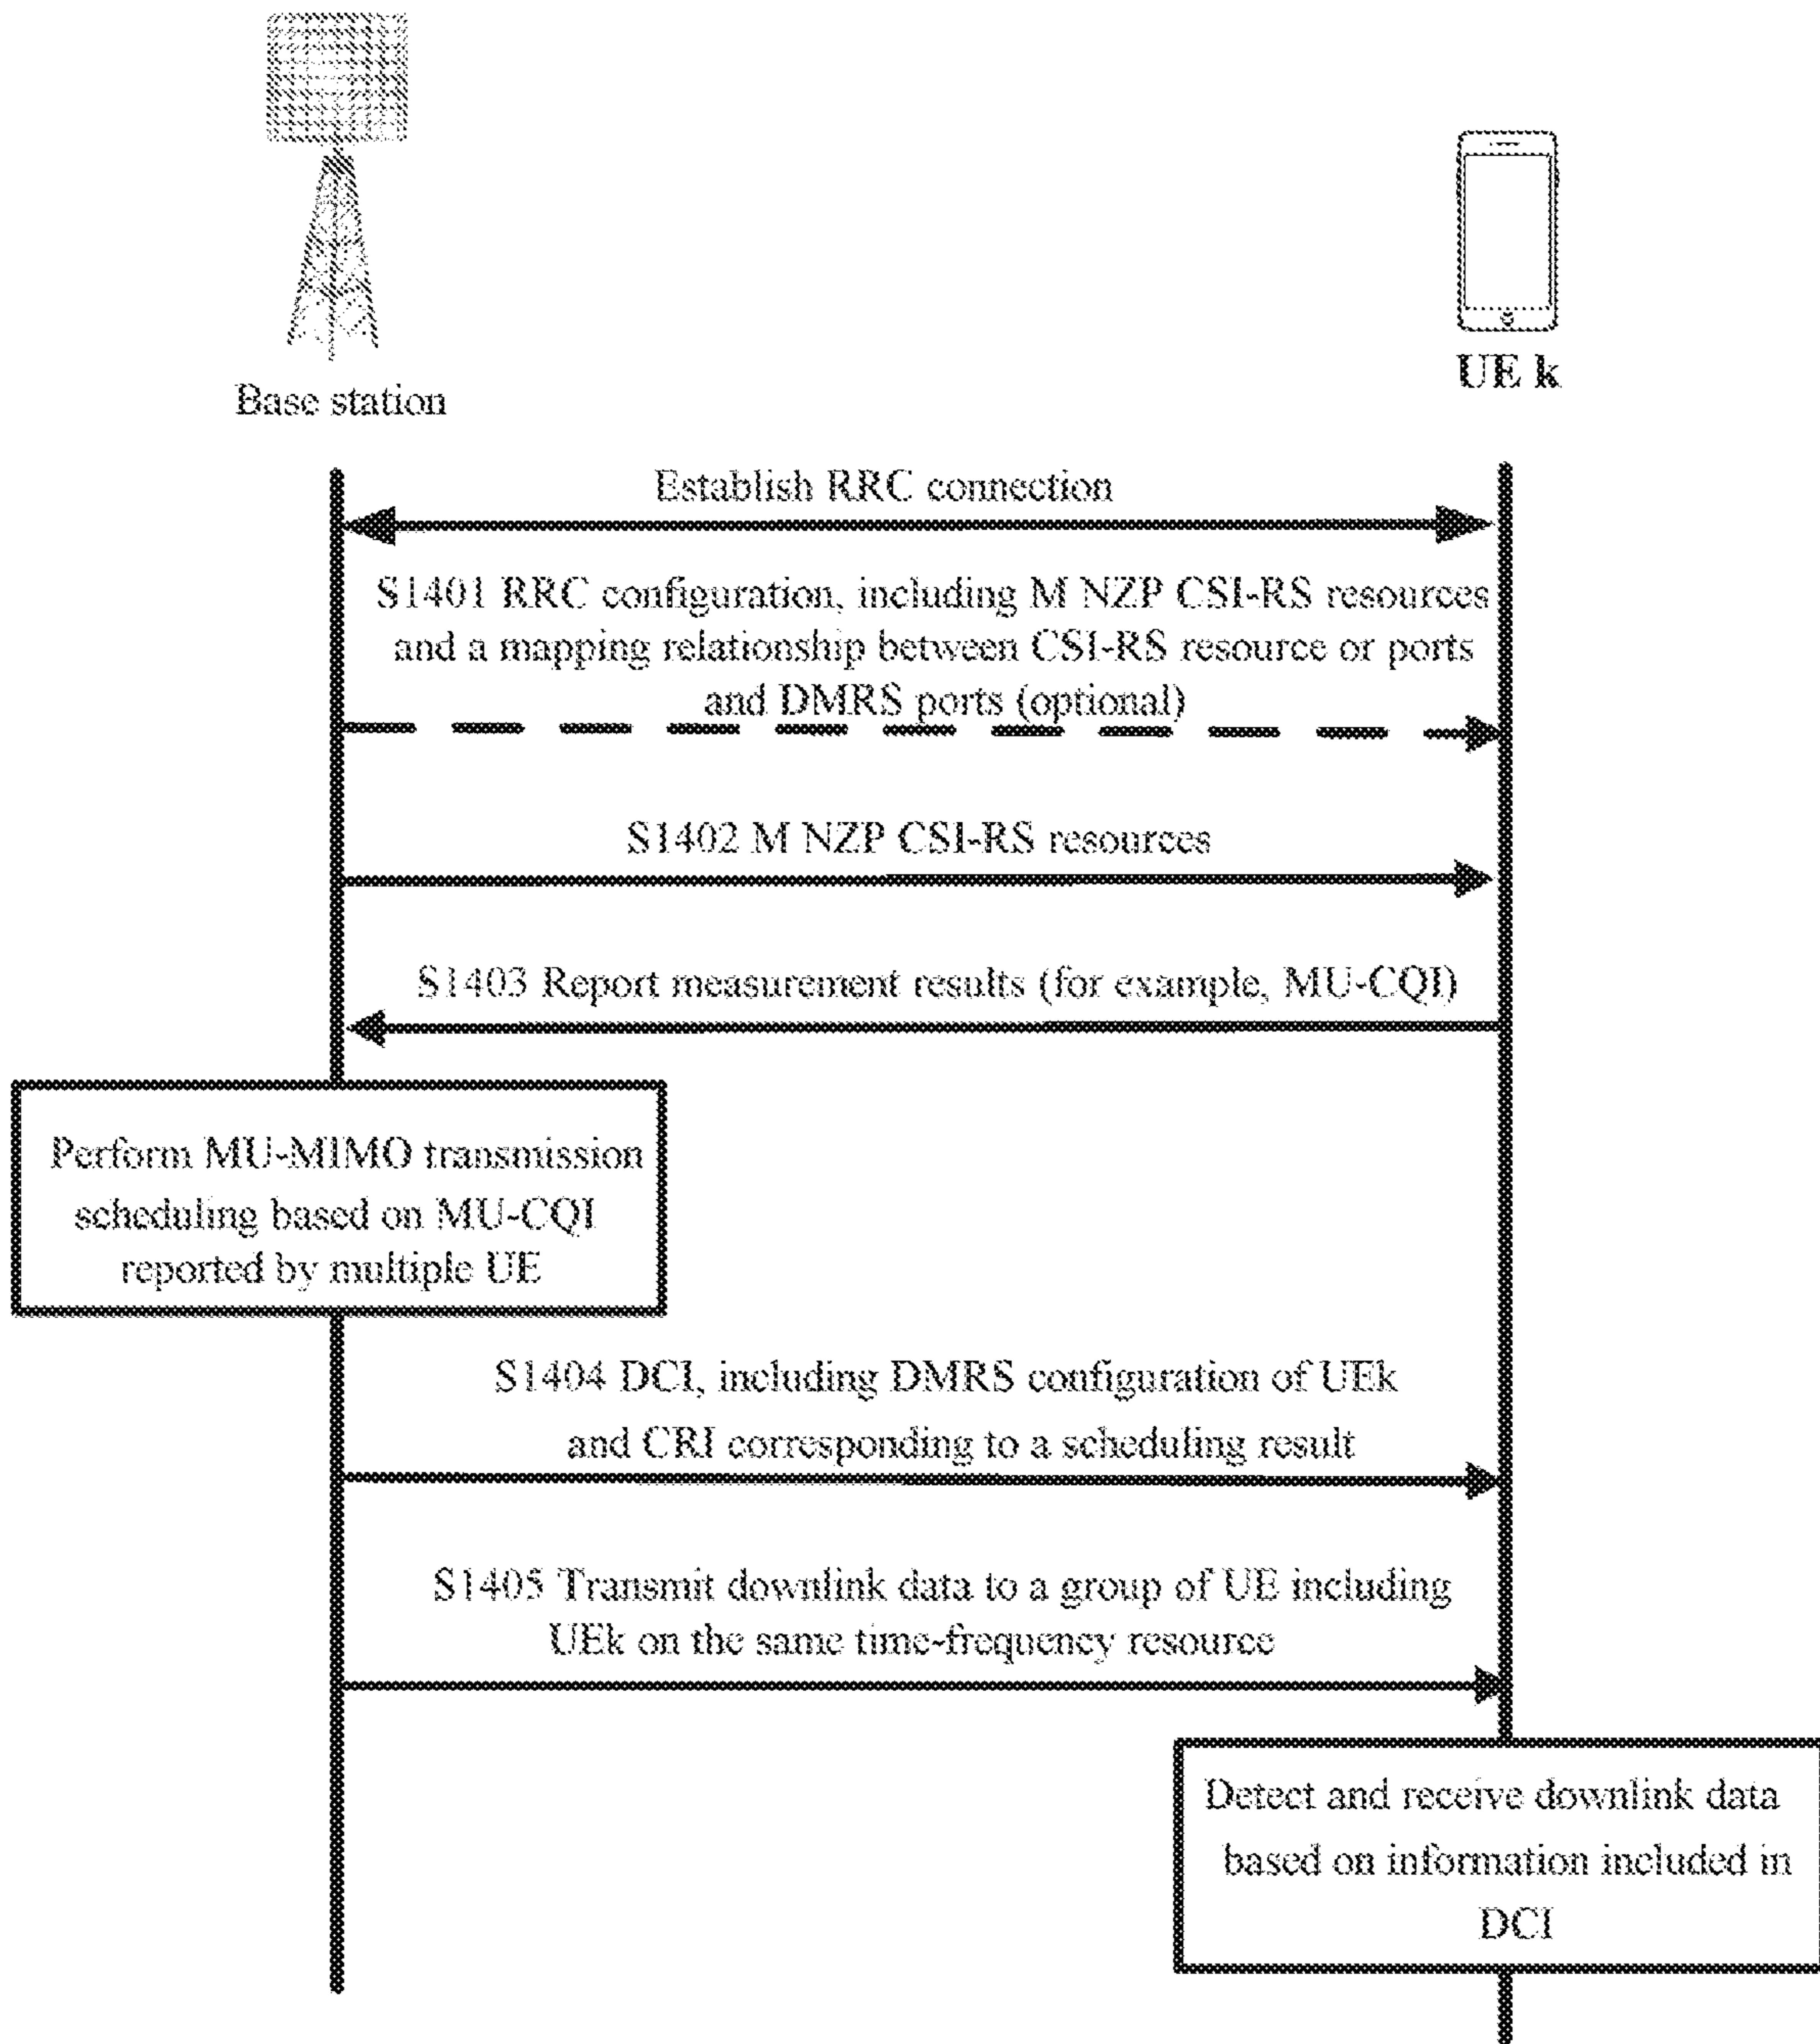 Base station
UE k
Establish RRC connection
S1401 RRC configuration, including M NZP CSI-RS resources
and a mapping relationship between CSI-RS resource or ports
and DMRS ports (optional)
S1402 M NZP CSI-RS resources
S1403 Report measurement results (for example, MU-CQI)
Perform MU-MIMO transmission
scheduling based on MU-CQI
reported by multiple UE
S1404 DCI, including DMRS configuration of UEk
and CRI corresponding to a scheduling result
S1405 Transmit downlink data to a group of UE including
UEk on the same time-frequency resource
Detect and receive downlink data
based on information included in
DCI